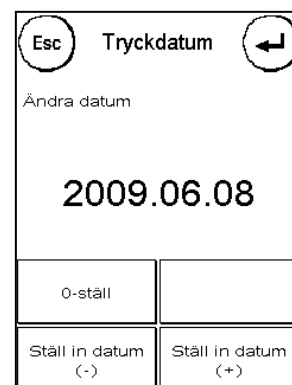 Esc Tryckdatum
Ändra datum
2009.06.08
0-ställ
Ställ in datum Ställ in datum
(-) (+)